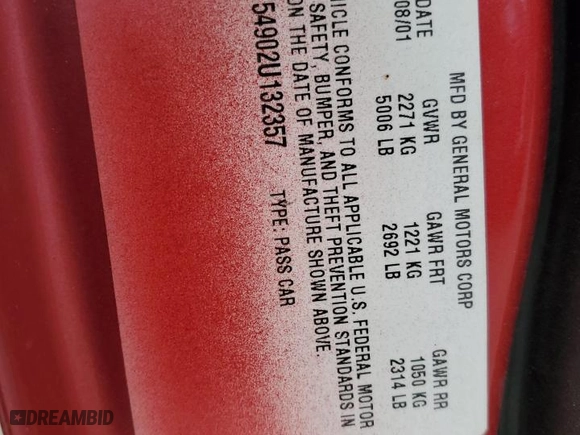 MFD BY GENERAL MOTORS CORP
DATE GVWR GAWR FRT GAWR RR
08/01 2271 KG 1221 KG 1050 KG
5006 LB 2692 LB 2314 LB
HICLE CONFORMS TO ALL APPLICABLE U.S. FEDERAL MOTOR
SAFETY, BUMPER, AND THEFT PREVENTION STANDARDS IN
ON THE DATE OF MANUFACTURE SHOWN ABOVE.
54902U132357 TYPE: PASS CAR
DREAMBID